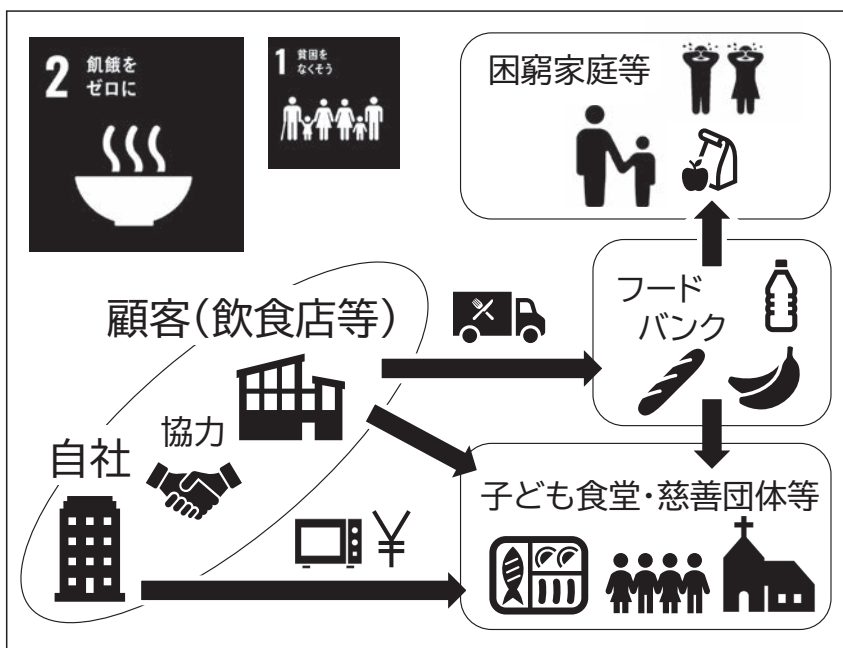 2 飢餓を
ゼロに
1 貧困を
なくそう
困窮家庭等
顧客(飲食店等)
フード
バンク
協力
自社
¥
子ども食堂・慈善団体等